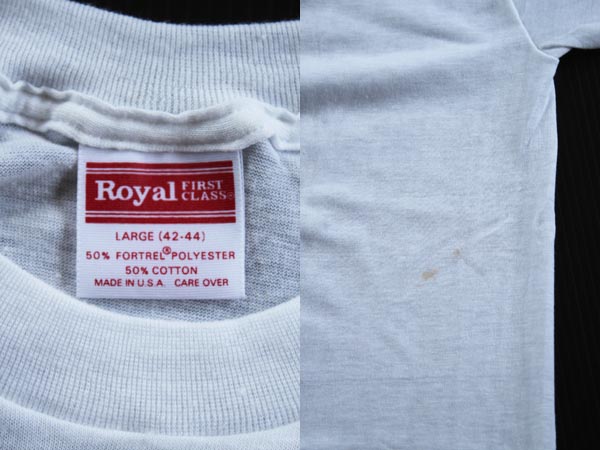 Royal FIRST CLASS®
LARGE (42-44)
50% FORTREL® POLYESTER
50% COTTON
MADE IN U.S.A. CARE OVER